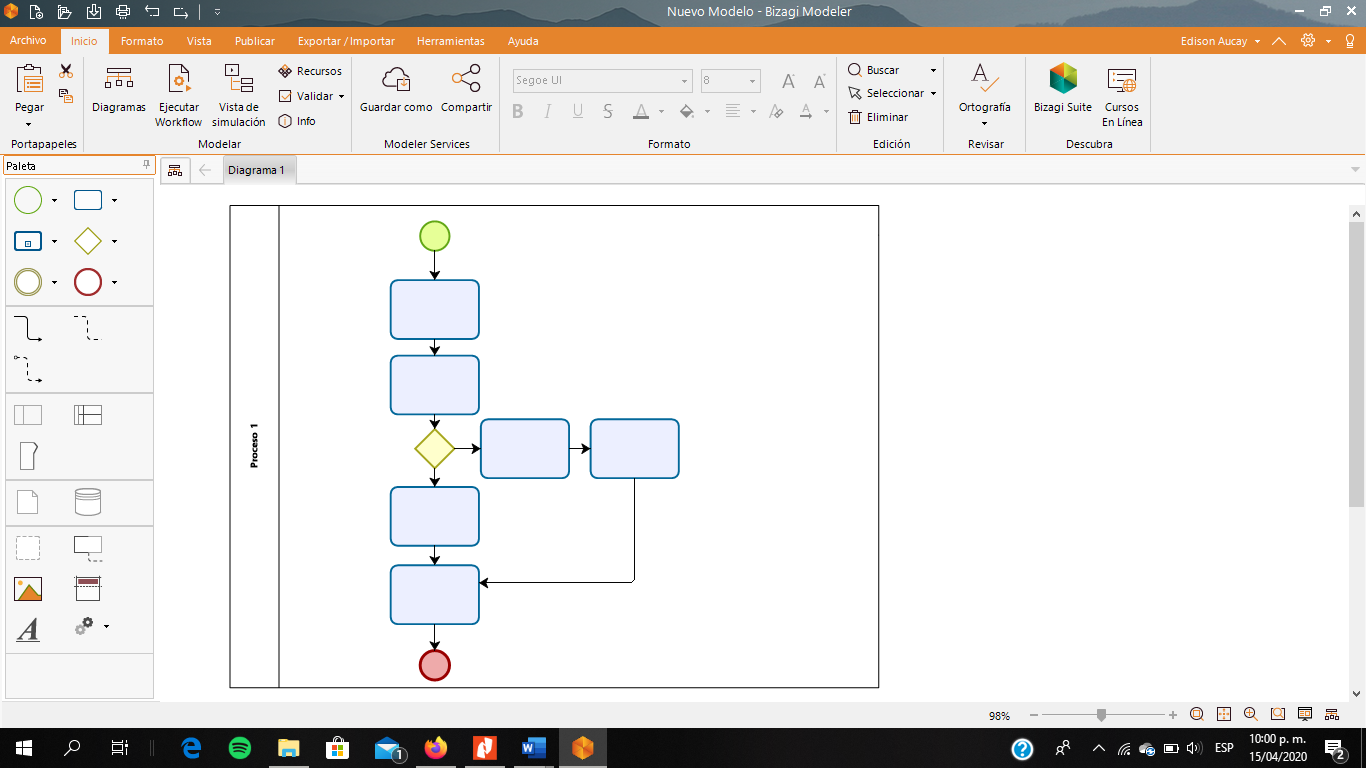 Nuevo Modelo - Bizagi Modeler
Archivo Inicio Formato Vista Publicar Exportar / Importar Herramientas Ayuda Edison Aucay
Pegar
Portapapeles
Diagramas
Ejecutar
Workflow
Vista de
simulación
Recursos
Validar
Info
Modelar
Guardar como
Compartir
Modeler Services
Segoe UI 8
B I U S A
Formato
Buscar
Seleccionar
Eliminar
Edición
Ortografía
Revisar
Bizagi Suite
Cursos
En Línea
Descubra
Paleta
Diagrama 1
Proceso 1
98%
1
ESP
10:00 p. m.
15/04/2020
2